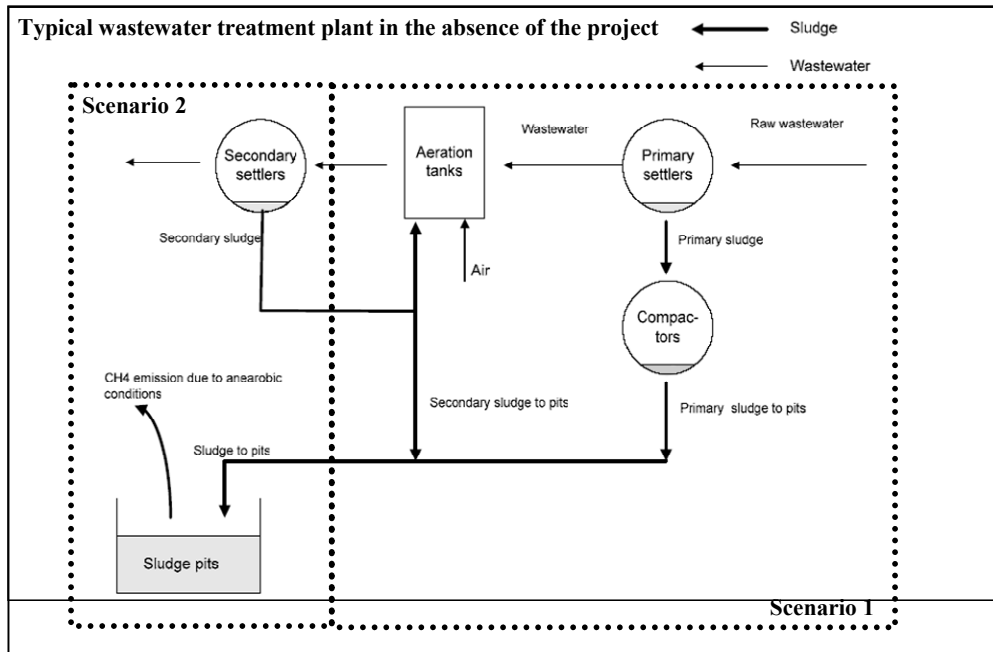 Typical wastewater treatment plant in the absence of the project
Sludge
Wastewater
Scenario 2
Secondary
settlers
Aeration
tanks
Wastewater
Primary
settlers
Raw wastewater
Secondary sludge
Air
Primary sludge
Compac-
tors
CH4 emission due to anearobic
conditions
Secondary sludge to pits
Primary sludge to pits
Sludge to pits
Sludge pits
Scenario 1